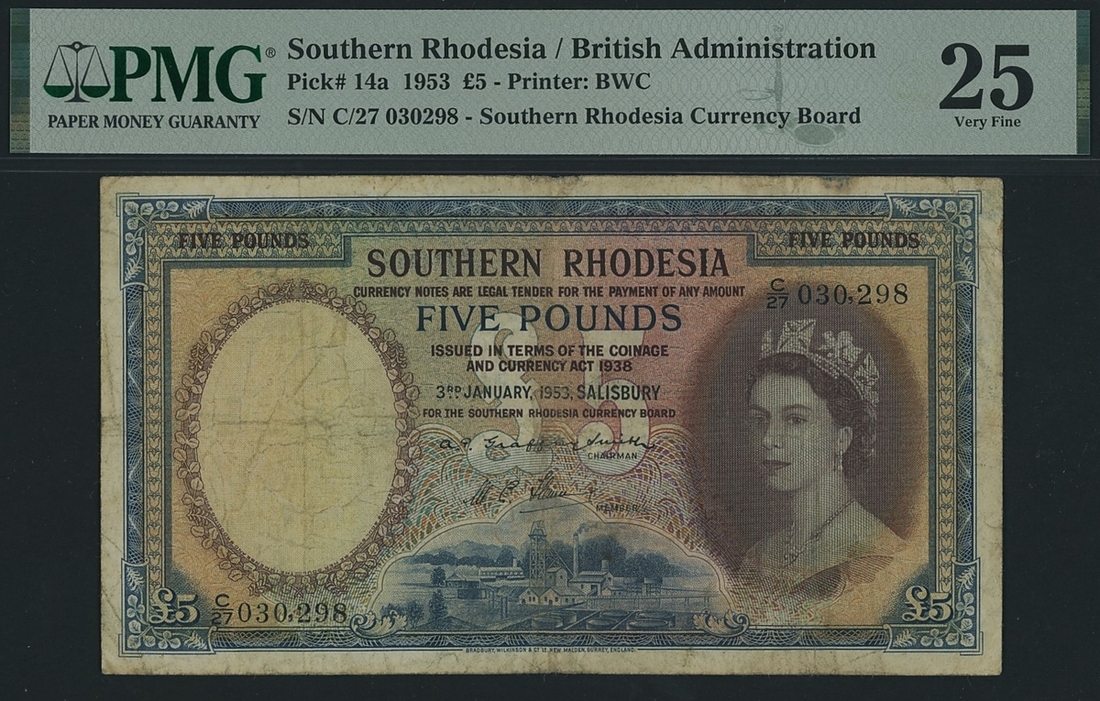 PMG®
PAPER MONEY GUARANTY
Southern Rhodesia / British Administration
Pick# 14a 1953 £5 - Printer: BWC
S/N C/27 030298 - Southern Rhodesia Currency Board
25
Very Fine
FIVE POUNDS
FIVE POUNDS
SOUTHERN RHODESIA
CURRENCY NOTES ARE LEGAL TENDER FOR THE PAYMENT OF ANY AMOUNT
C/27 030,298
FIVE POUNDS
£5
ISSUED IN TERMS OF THE COINAGE
AND CURRENCY ACT 1938
3RD JANUARY, 1953, SALISBURY
FOR THE SOUTHERN RHODESIA CURRENCY BOARD
CHAIRMAN
MEMBER
£5
C/27 030,298
£5
BRADBURY, WILKINSON & Cº Lᴰ, NEW MALDEN, SURREY, ENGLAND.